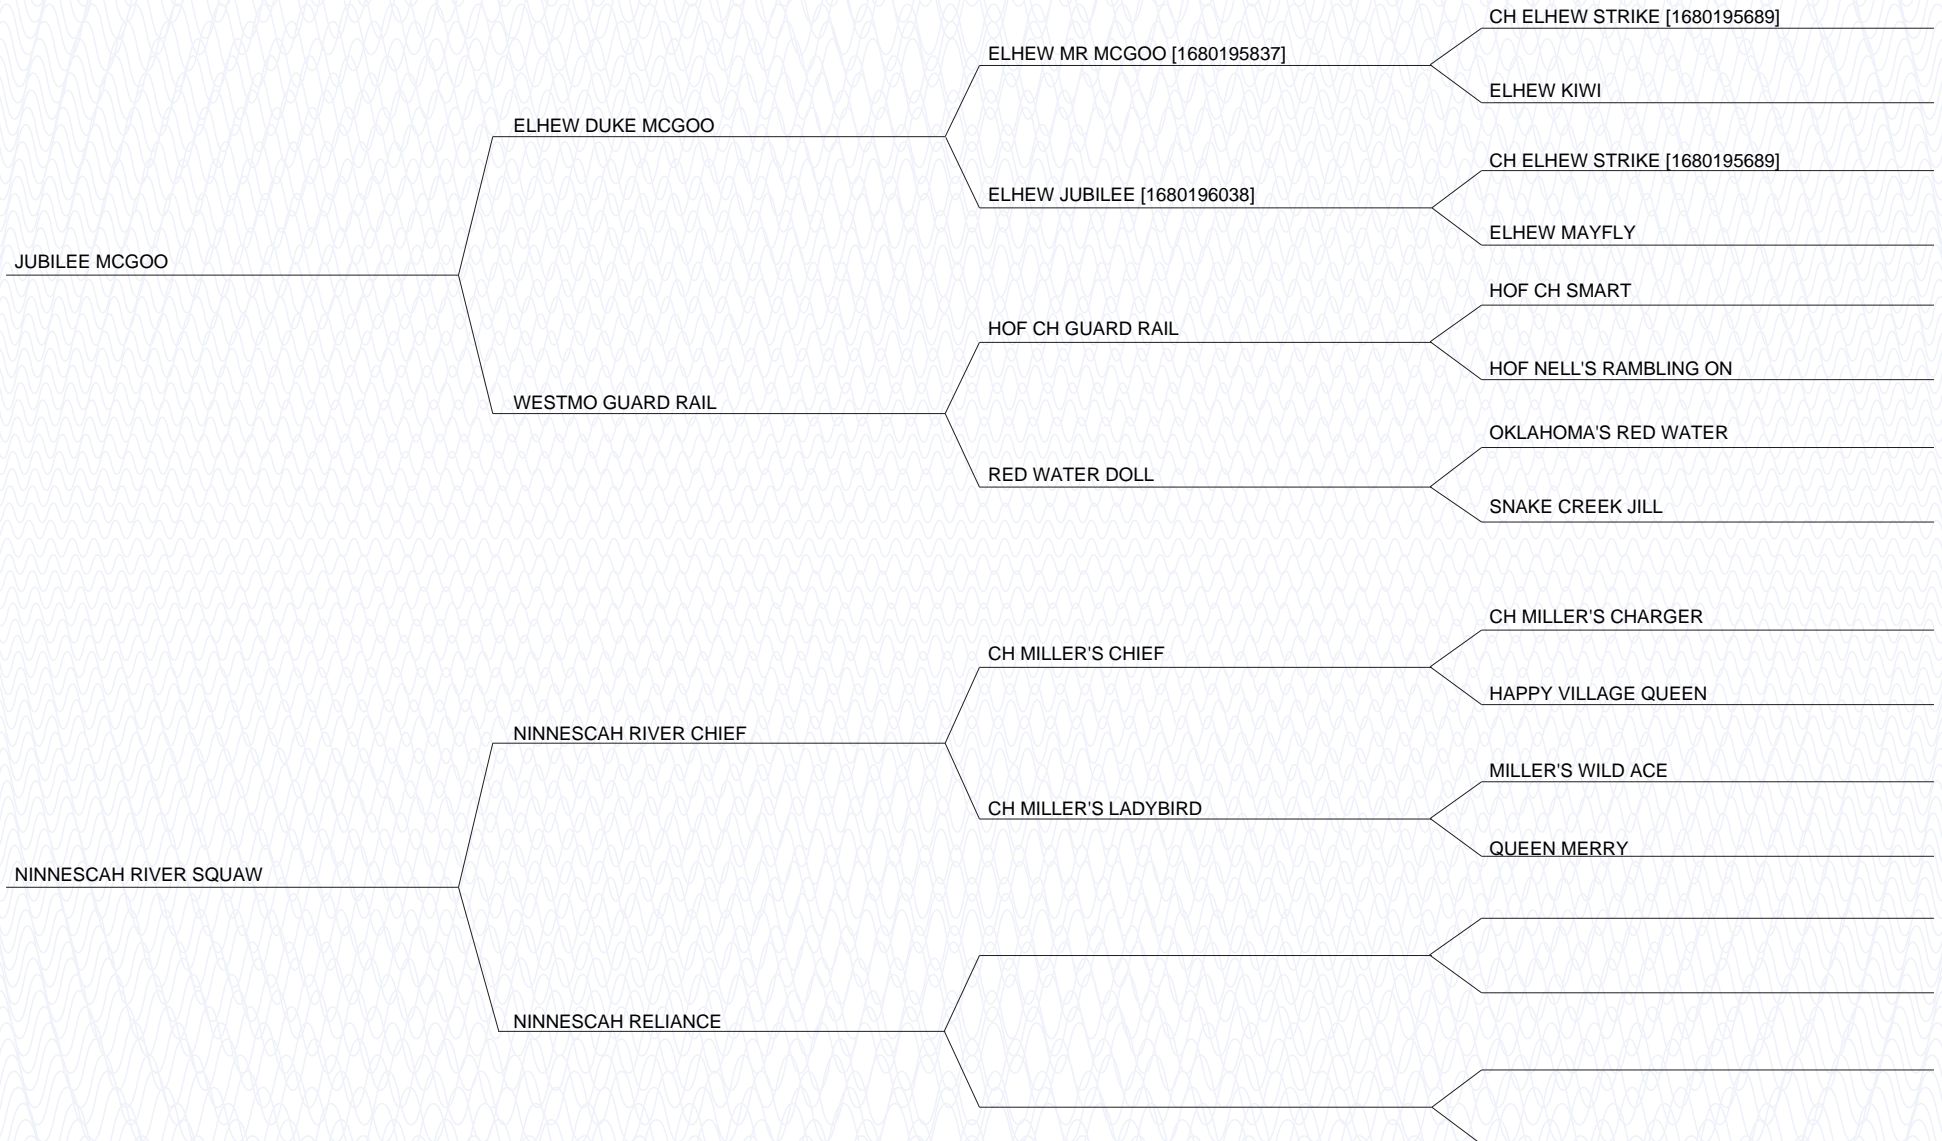 CH ELHEW STRIKE [1680195689]
ELHEW MR MCGOO [1680195837]
ELHEW KIWI
ELHEW DUKE MCGOO
CH ELHEW STRIKE [1680195689]
ELHEW JUBILEE [1680196038]
ELHEW MAYFLY
JUBILEE MCGOO
HOF CH SMART
HOF CH GUARD RAIL
HOF NELL'S RAMBLING ON
WESTMO GUARD RAIL
OKLAHOMA'S RED WATER
RED WATER DOLL
SNAKE CREEK JILL
CH MILLER'S CHARGER
CH MILLER'S CHIEF
HAPPY VILLAGE QUEEN
NINNESCAH RIVER CHIEF
MILLER'S WILD ACE
CH MILLER'S LADYBIRD
QUEEN MERRY
NINNESCAH RIVER SQUAW
NINNESCAH RELIANCE